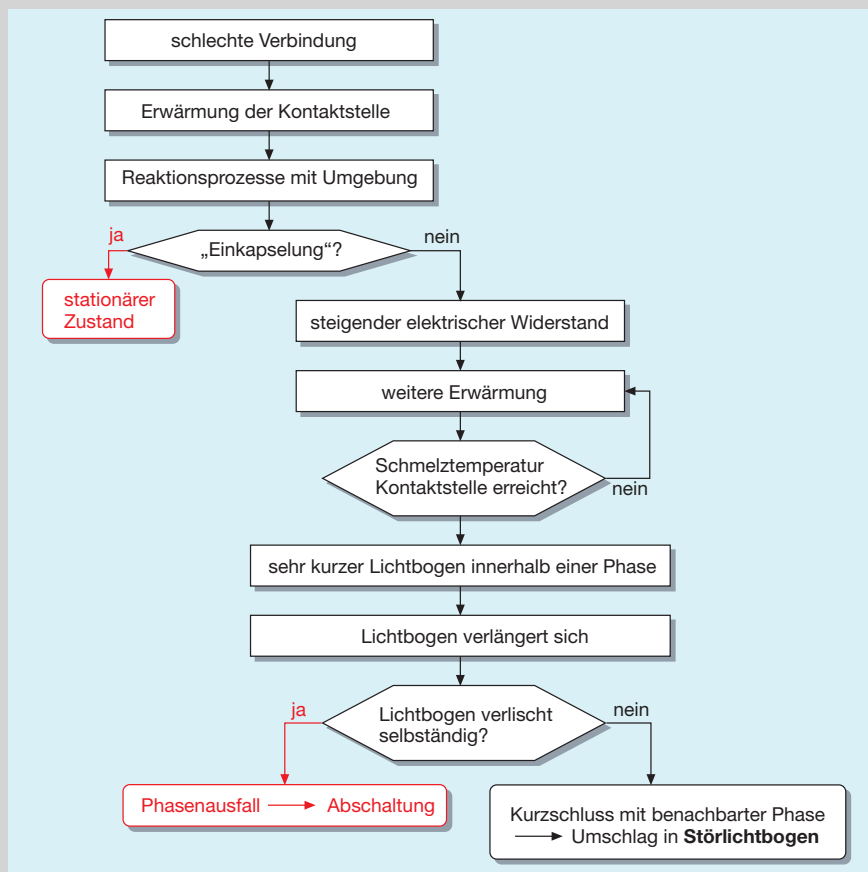 schlechte Verbindung
Erwärmung der Kontaktstelle
Reaktionsprozesse mit Umgebung
„Einkapselung“?
ja
nein
stationärer
Zustand
steigender elektrischer Widerstand
weitere Erwärmung
Schmelztemperatur
Kontaktstelle erreicht?
nein
sehr kurzer Lichtbogen innerhalb einer Phase
Lichtbogen verlängert sich
Lichtbogen verlischt
selbständig?
ja
nein
Phasenausfall → Abschaltung
Kurzschluss mit benachbarter Phase
→ Umschlag in Störlichtbogen